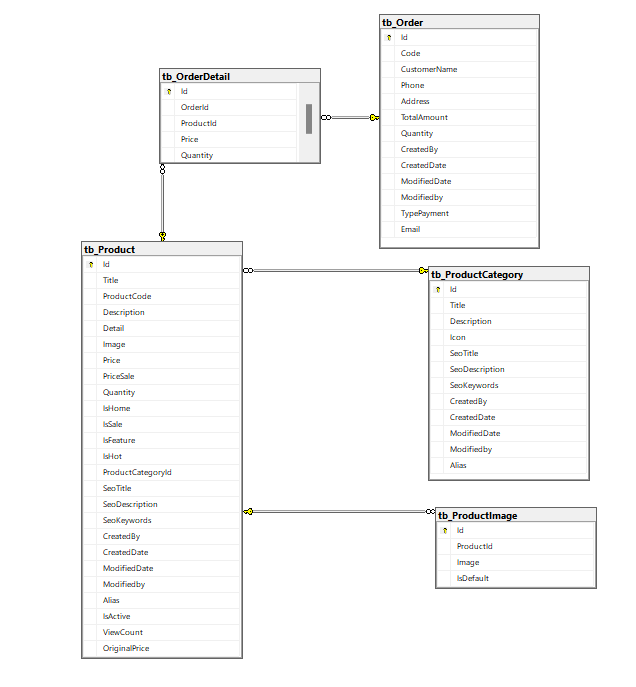 tb_Order
Id
Code
CustomerName
Phone
Address
TotalAmount
Quantity
CreatedBy
CreatedDate
ModifiedDate
Modifiedby
TypePayment
Email
tb_OrderDetail
Id
OrderId
ProductId
Price
Quantity
tb_Product
Id
Title
ProductCode
Description
Detail
Image
Price
PriceSale
Quantity
IsHome
IsSale
IsFeature
IsHot
ProductCategoryId
SeoTitle
SeoDescription
SeoKeywords
CreatedBy
CreatedDate
ModifiedDate
Modifiedby
Alias
IsActive
ViewCount
OriginalPrice
tb_ProductCategory
Id
Title
Description
Icon
SeoTitle
SeoDescription
SeoKeywords
CreatedBy
CreatedDate
ModifiedDate
Modifiedby
Alias
tb_ProductImage
Id
ProductId
Image
IsDefault